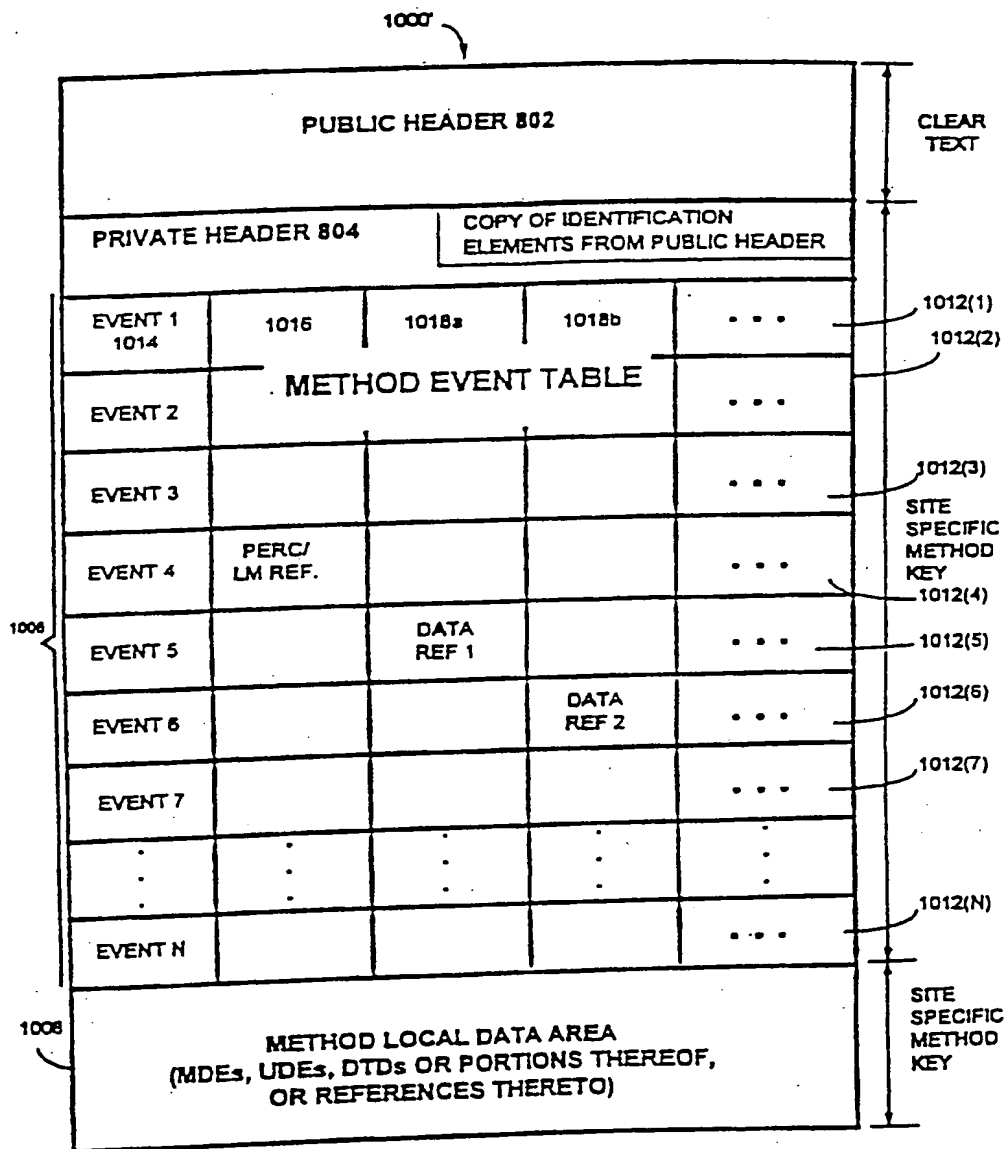 1000'
PUBLIC HEADER 802
CLEAR
TEXT
PRIVATE HEADER 804
COPY OF IDENTIFICATION
ELEMENTS FROM PUBLIC HEADER
EVENT 1
1014
1016
1018a
1018b
• • •
1012(1)
1012(2)
METHOD EVENT TABLE
EVENT 2
• • •
EVENT 3
• • •
1012(3)
SITE
SPECIFIC
METHOD
KEY
EVENT 4
PERC/
LM REF.
• • •
1012(4)
1006
EVENT 5
DATA
REF 1
• • •
1012(5)
EVENT 6
DATA
REF 2
• • •
1012(6)
EVENT 7
• • •
1012(7)
EVENT N
• • •
1012(N)
1008
METHOD LOCAL DATA AREA
(MDEs, UDEs, DTDs OR PORTIONS THEREOF,
OR REFERENCES THERETO)
SITE
SPECIFIC
METHOD
KEY